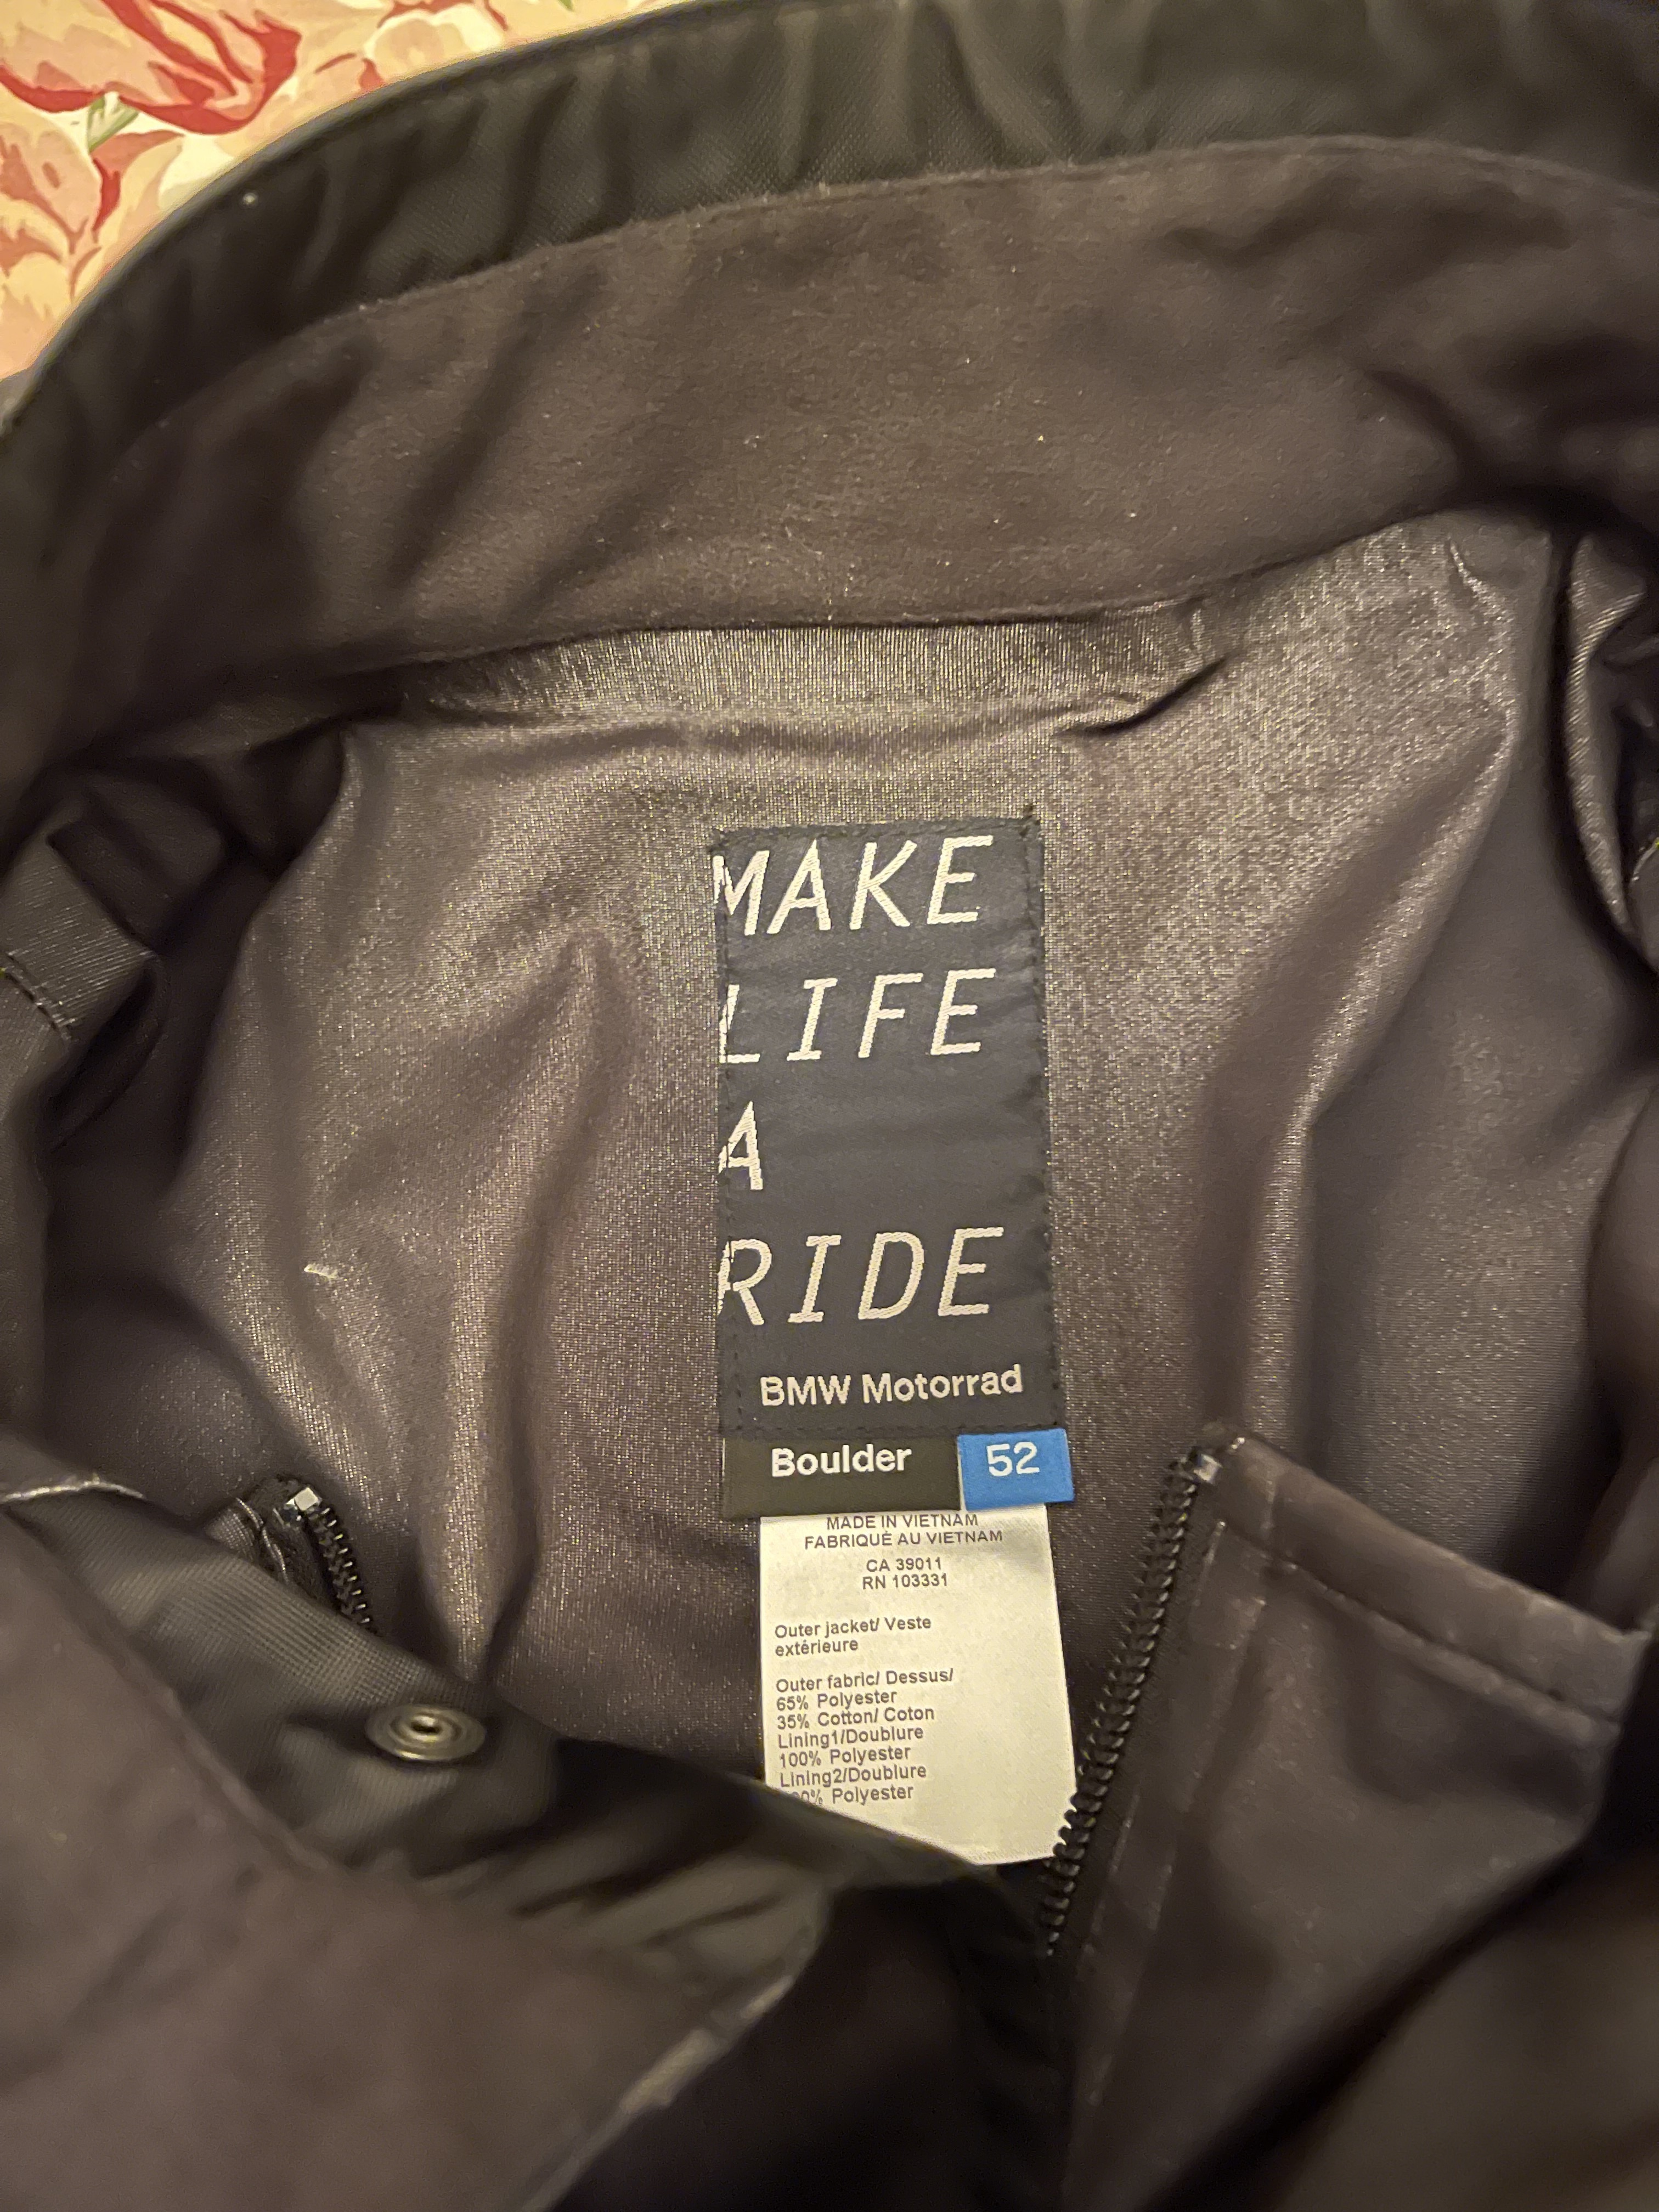 MAKE
LIFE
A
RIDE
BMW Motorrad
Boulder 52
MADE IN VIETNAM
FABRIQUÉ AU VIETNAM
CA 39011
RN 103331
Outer jacket/ Veste
extérieure
Outer fabric/ Dessus/
65% Polyester
35% Cotton/ Coton
Lining1/Doublure
100% Polyester
Lining2/Doublure
Polyester